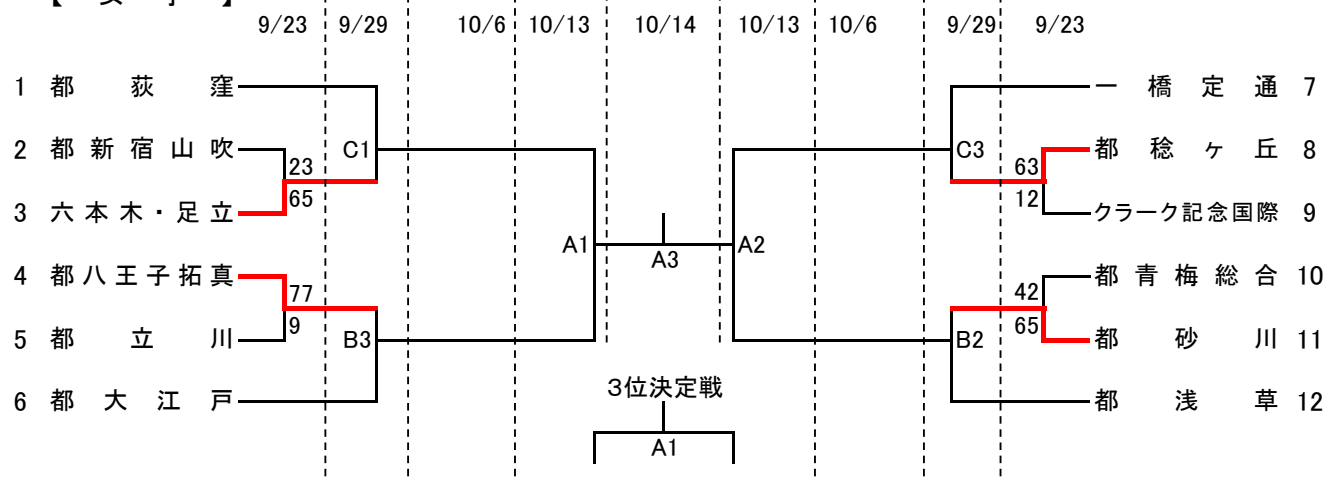 9/23 9/29 10/6 10/13 10/14 10/13 10/6 9/29 9/23
1 都荻窪 一橋定通 7
2 都新宿山吹 C1 C3 都稔ヶ丘 8
23 63
65 12
3 六本木・足立 クラーク記念国際 9
A1 A3 A2
4 都八王子拓真 都青梅総合 10
77 42
9 65
5 都立川 B3 B2 都砂川 11
6 都大江戸 3位決定戦 都浅草 12
A1